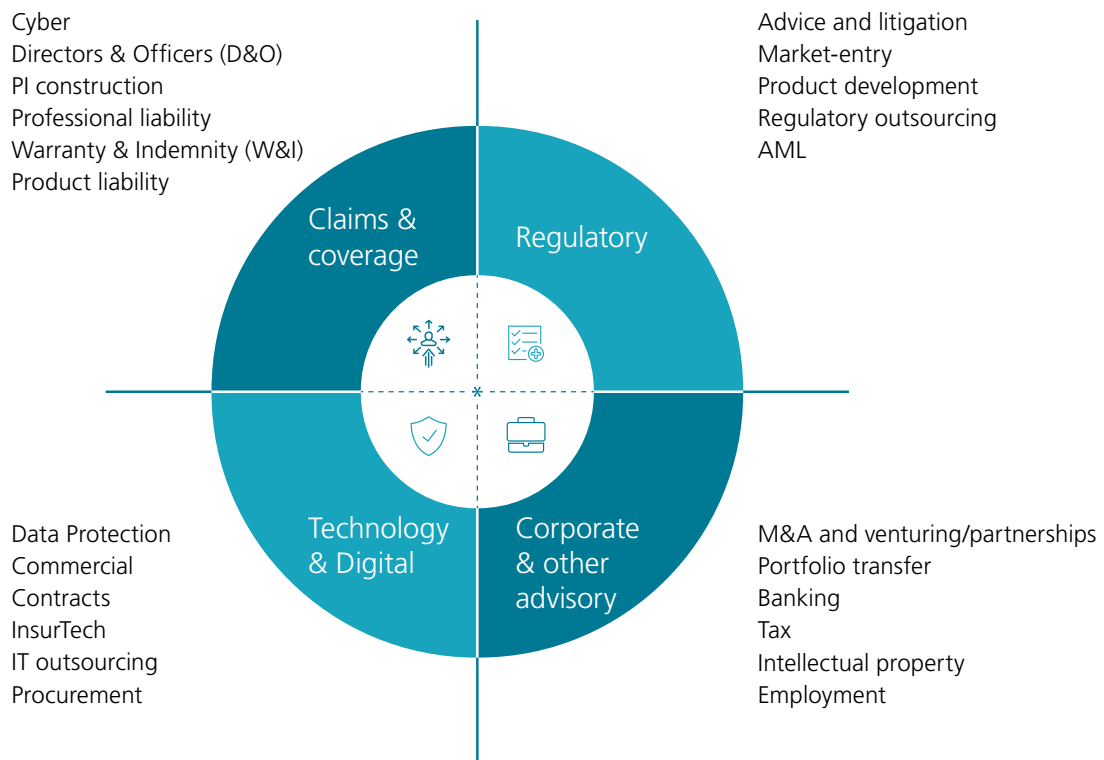 Cyber
Directors & Officers (D&O)
PI construction
Professional liability
Warranty & Indemnity (W&I)
Product liability
Advice and litigation
Market-entry
Product development
Regulatory outsourcing
AML
Claims &
coverage
Regulatory
Technology
& Digital
Corporate
& other
advisory
Data Protection
Commercial
Contracts
InsurTech
IT outsourcing
Procurement
M&A and venturing/partnerships
Portfolio transfer
Banking
Tax
Intellectual property
Employment